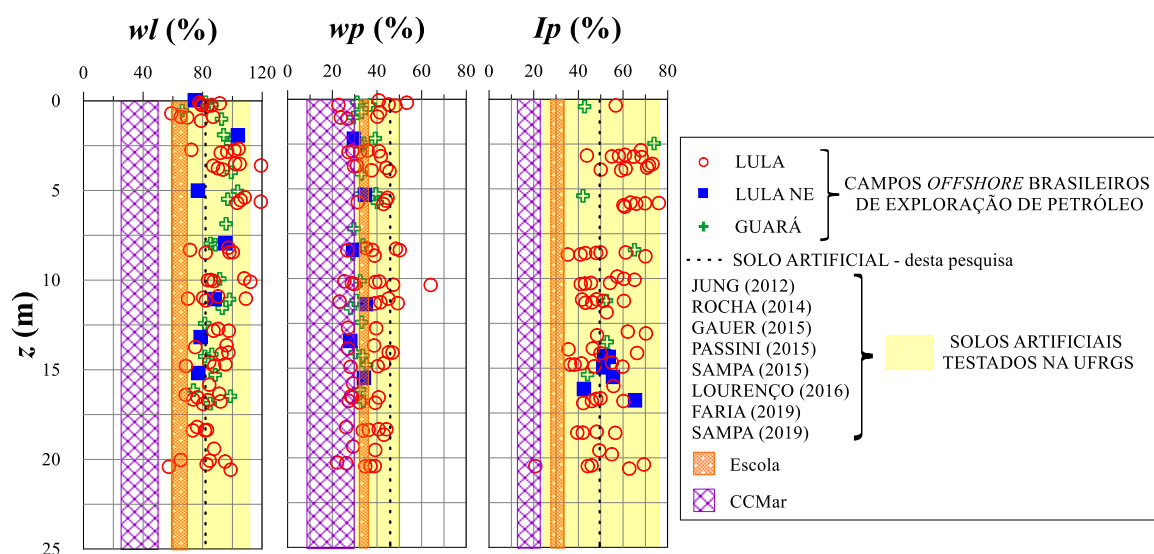 wl (%)
wp (%)
Ip (%)
0 40 80 120
0 20 40 60 80
0 20 40 60 80
0
5
10
15
20
25
z (m)
LULA
LULA NE
GUARÁ
CAMPOS OFFSHORE BRASILEIROS
DE EXPLORAÇÃO DE PETRÓLEO
SOLO ARTIFICIAL - desta pesquisa
JUNG (2012)
ROCHA (2014)
GAUER (2015)
PASSINI (2015)
SAMPA (2015)
LOURENÇO (2016)
FARIA (2019)
SAMPA (2019)
SOLOS ARTIFICIAIS
TESTADOS NA UFRGS
Escola
CCMar